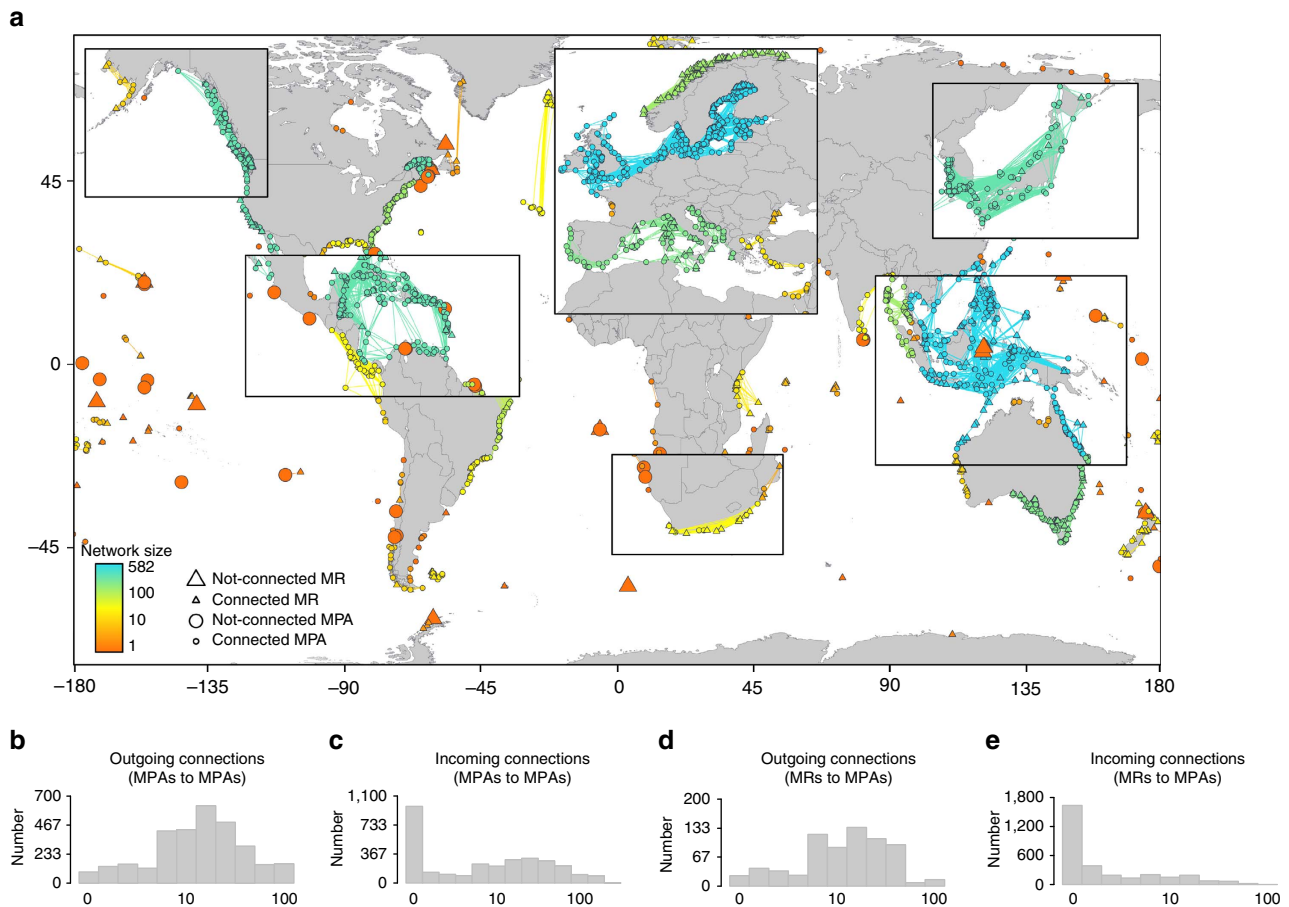 a
45
0
−45
Network size
582
100
10
1
Not-connected MR
Connected MR
Not-connected MPA
Connected MPA
−180
−135
−90
−45
0
45
90
135
180
b
Outgoing connections
(MPAs to MPAs)
700
467
233
0
Number
0
10
100
c
Incoming connections
(MPAs to MPAs)
1,100
733
367
0
Number
0
10
100
d
Outgoing connections
(MRs to MPAs)
200
133
67
0
Number
0
10
100
e
Incoming connections
(MRs to MPAs)
1,800
1,200
600
0
Number
0
10
100